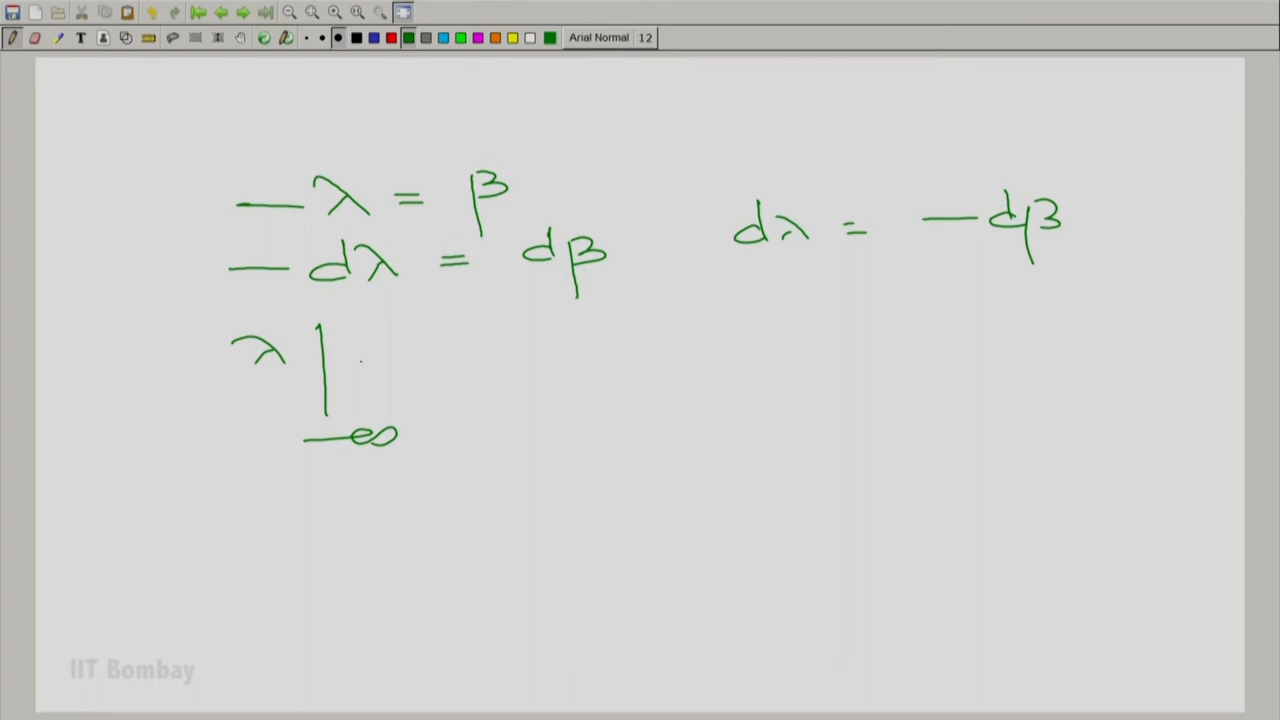 Arial Normal 12
— λ = β
— dλ = dβ
dλ = — dβ
λ |
—∞
IIT Bombay